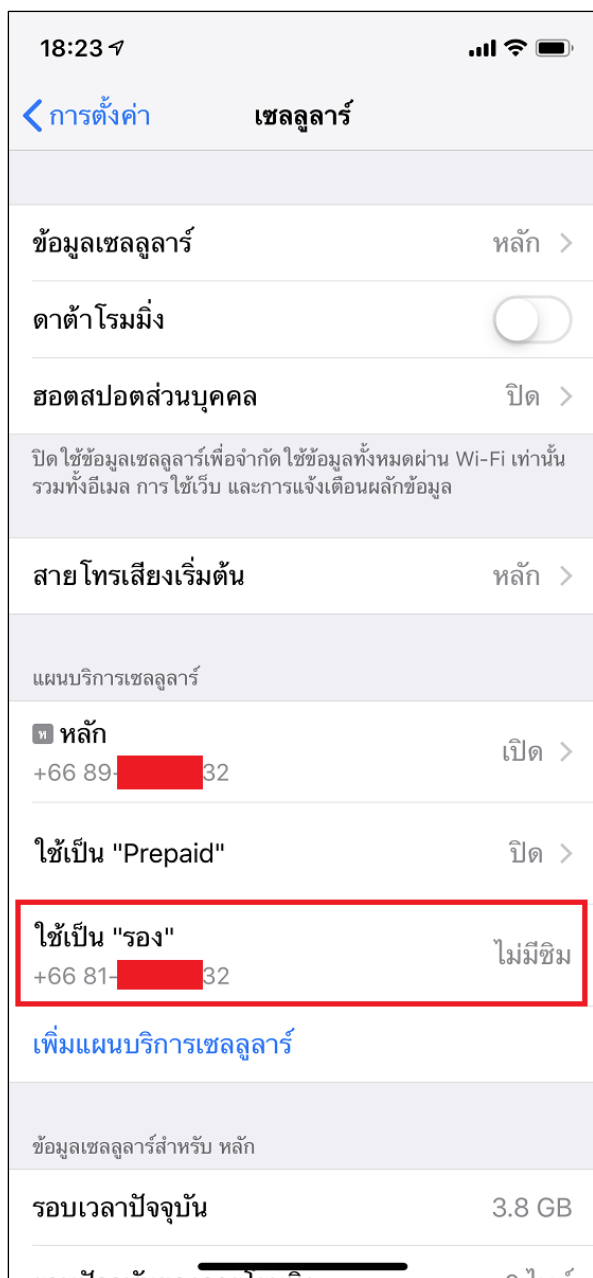 18:23
การตั้งค่า เซลลูลาร์
ข้อมูลเซลลูลาร์ หลัก
ดาต้าโรมมิ่ง
ฮอตสปอตส่วนบุคคล ปิด
ปิดใช้ข้อมูลเซลลูลาร์เพื่อจำกัดใช้ข้อมูลทั้งหมดผ่าน Wi-Fi เท่านั้น
รวมทั้งอีเมล การใช้เว็บ และการแจ้งเตือนผลักข้อมูล
สายโทรเสียงเริ่มต้น หลัก
แผนบริการเซลลูลาร์
ห หลัก เปิด
+66 89- 32
ใช้เป็น "Prepaid" ปิด
ใช้เป็น "รอง" ไม่มีซิม
+66 81- 32
เพิ่มแผนบริการเซลลูลาร์
ข้อมูลเซลลูลาร์สำหรับ หลัก
รอบเวลาปัจจุบัน 3.8 GB